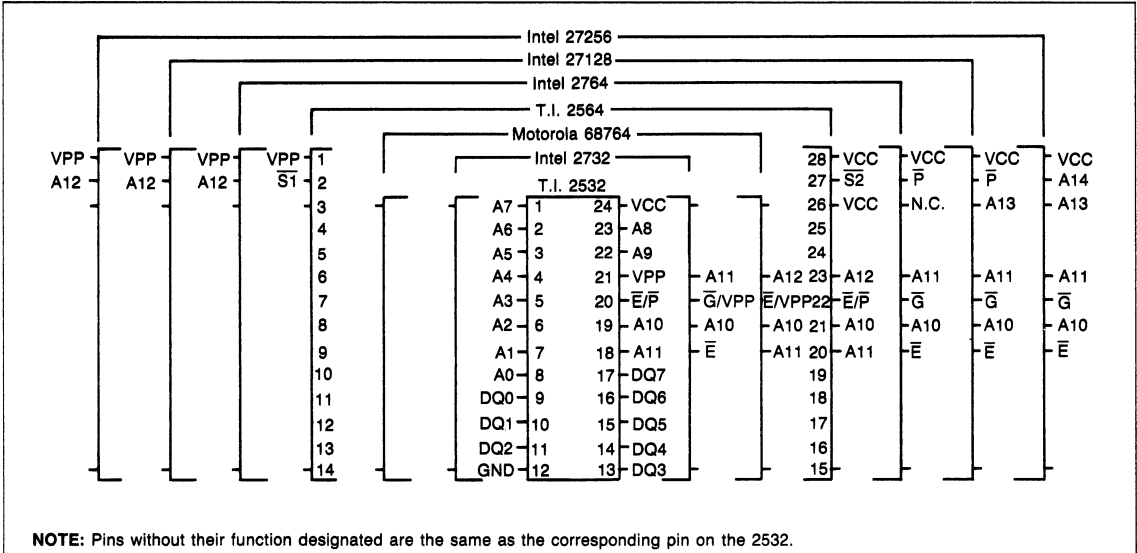 Intel 27256
Intel 27128
Intel 2764
T.I. 2564
Motorola 68764
Intel 2732
T.I. 2532
VPP VPP VPP VPP 1 28 VCC VCC VCC VCC
A12 A12 A12 S̅1̅ 2 27 S̅2̅ P̅ P̅ A14
3 A7 1 24 VCC 26 VCC N.C. A13 A13
4 A6 2 23 A8 25
5 A5 3 22 A9 24
6 A4 4 21 VPP A11 A12 23 A12 A11 A11 A11
7 A3 5 20 E̅/P̅ G̅/VPP E̅/VPP 22 E̅/P̅ G̅ G̅ G̅
8 A2 6 19 A10 A10 A10 21 A10 A10 A10 A10
9 A1 7 18 A11 E̅ A11 20 A11 E̅ E̅ E̅
10 A0 8 17 DQ7 19
11 DQ0 9 16 DQ6 18
12 DQ1 10 15 DQ5 17
13 DQ2 11 14 DQ4 16
14 GND 12 13 DQ3 15
NOTE: Pins without their function designated are the same as the corresponding pin on the 2532.